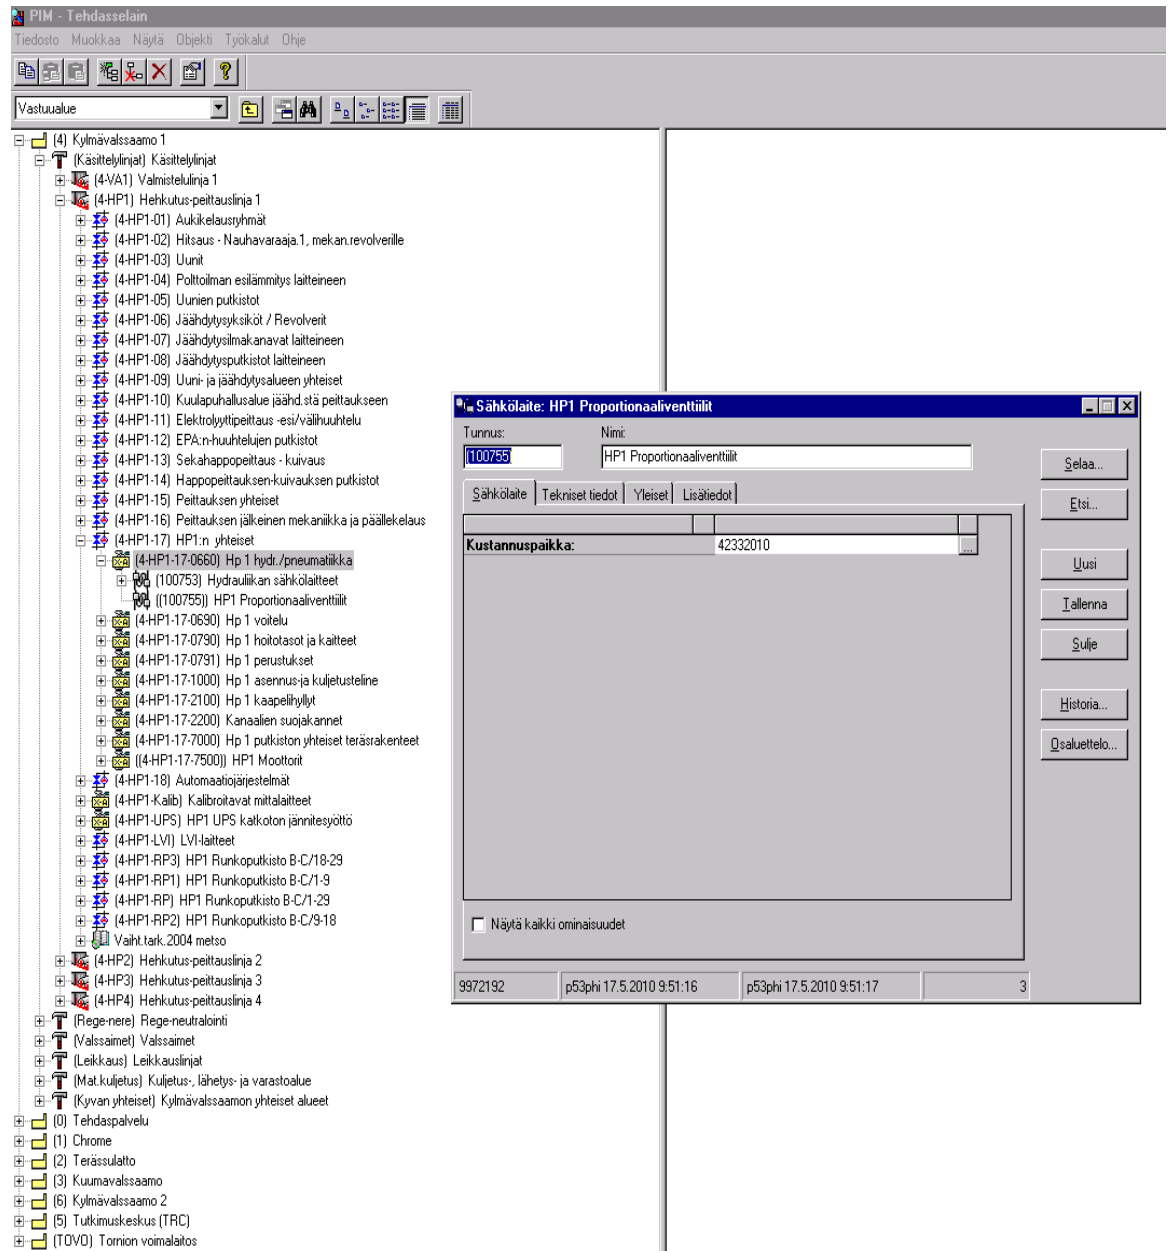 PIM - Tehdasselain
Tiedosto Muokkaa Näytä Objekti Työkalut Ohje
Vastuualue
(4) Kylmävalssaamo 1
(Käsittelylinjat) Käsittelylinjat
(4-VA1) Valmistelulinja 1
(4-HP1) Hehkutus-peittauslinja 1
(4-HP1-01) Aukikelausryhmät
(4-HP1-02) Hitsaus - Nauhavaraaja.1, mekan.revolverille
(4-HP1-03) Uunit
(4-HP1-04) Polttoilman esilämmitys laitteineen
(4-HP1-05) Uunien putkistot
(4-HP1-06) Jäähdytysyksiköt / Revolverit
(4-HP1-07) Jäähdytysilmakanavat laitteineen
(4-HP1-08) Jäähdytysputkistot laitteineen
(4-HP1-09) Uuni- ja jäähdytysalueen yhteiset
(4-HP1-10) Kuulapuhallusalue jäähd.stä peittaukseen
(4-HP1-11) Elektrolyyttipeittaus -esi/välihuuhtelu
(4-HP1-12) EPA:n-huuhtelujen putkistot
(4-HP1-13) Sekahappopeittaus - kuivaus
(4-HP1-14) Happopeittauksen-kuivauksen putkistot
(4-HP1-15) Peittauksen yhteiset
(4-HP1-16) Peittauksen jälkeinen mekaniikka ja päällekelaus
(4-HP1-17) HP1:n yhteiset
(4-HP1-17-0660) Hp 1 hydr./pneumatiikka
(100753) Hydrauliikan sähkölaitteet
((100755)) HP1 Proportionaaliventtiilit
(4-HP1-17-0690) Hp 1 voitelu
(4-HP1-17-0790) Hp 1 hoitotasot ja kaitteet
(4-HP1-17-0791) Hp 1 perustukset
(4-HP1-17-1000) Hp 1 asennus-ja kuljetusteline
(4-HP1-17-2100) Hp 1 kaapelihyllyt
(4-HP1-17-2200) Kanaalien suojakannet
(4-HP1-17-7000) Hp 1 putkiston yhteiset teräsrakenteet
((4-HP1-17-7500)) HP1 Moottorit
(4-HP1-18) Automaatiojärjestelmät
(4-HP1-Kalib) Kalibroitavat mittalaitteet
(4-HP1-UPS) HP1 UPS katkoton jännitesyöttö
(4-HP1-LVI) LVI-laitteet
(4-HP1-RP3) HP1 Runkoputkisto B-C/18-29
(4-HP1-RP1) HP1 Runkoputkisto B-C/1-9
(4-HP1-RP) HP1 Runkoputkisto B-C/1-29
(4-HP1-RP2) HP1 Runkoputkisto B-C/9-18
Vaiht.tark.2004 metso
(4-HP2) Hehkutus-peittauslinja 2
(4-HP3) Hehkutus-peittauslinja 3
(4-HP4) Hehkutus-peittauslinja 4
(Rege-nere) Rege-neutralointi
(Valssaimet) Valssaimet
(Leikkaus) Leikkauslinjat
(Mat.kuljetus) Kuljetus-, lähetys- ja varastoalue
(Kyvan yhteiset) Kylmävalssaamon yhteiset alueet
(0) Tehdaspalvelu
(1) Chrome
(2) Terässulatto
(3) Kuumavalssaamo
(6) Kylmävalssaamo 2
(5) Tutkimuskeskus (TRC)
(TOVO) Tornion voimalaitos
Sähkölaite: HP1 Proportionaaliventtiilit
Tunnus: Nimi:
(100755) HP1 Proportionaaliventtiilit
Sähkölaite Tekniset tiedot Yleiset Lisätiedot
Kustannuspaikka: 42332010 ...
Näytä kaikki ominaisuudet
Selaa...
Etsi...
Uusi
Tallenna
Sulje
Historia...
Osaluettelo...
9972192 p53phi 17.5.2010 9:51:16 p53phi 17.5.2010 9:51:17 3